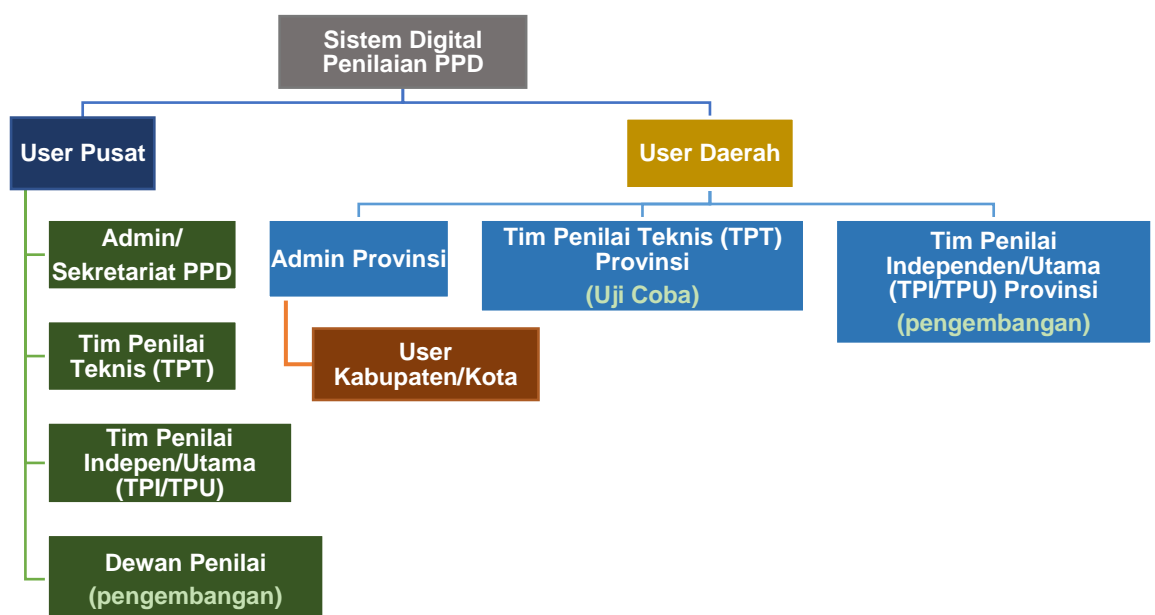 Sistem Digital
Penilaian PPD
User Pusat
User Daerah
Admin/
Sekretariat PPD
Tim Penilai
Teknis (TPT)
Tim Penilai
Indepen/Utama
(TPI/TPU)
Dewan Penilai
(pengembangan)
Admin Provinsi
User
Kabupaten/Kota
Tim Penilai Teknis (TPT)
Provinsi
(Uji Coba)
Tim Penilai
Independen/Utama
(TPI/TPU) Provinsi
(pengembangan)